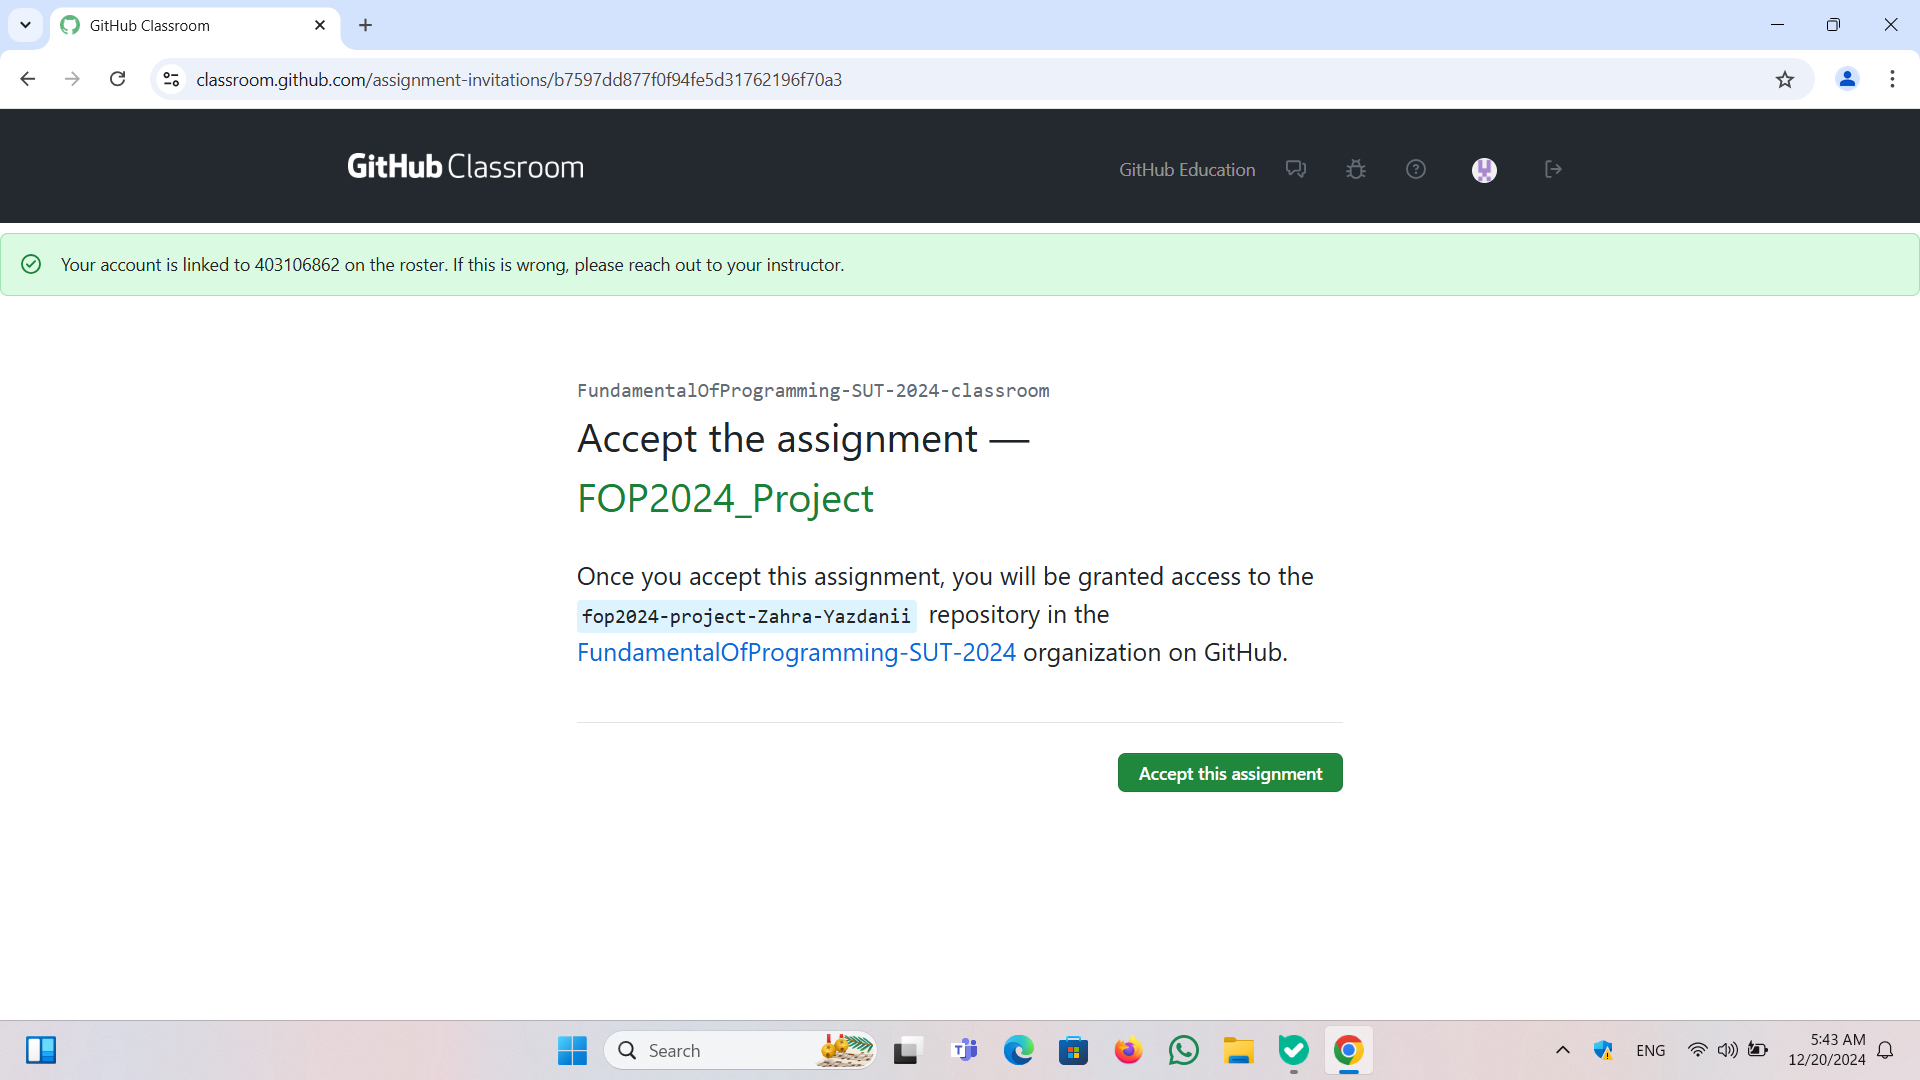 GitHub Classroom
classroom.github.com/assignment-invitations/b7597dd877f0f94fe5d31762196f70a3
GitHub Classroom
GitHub Education
Your account is linked to 403106862 on the roster. If this is wrong, please reach out to your instructor.
FundamentalOfProgramming-SUT-2024-classroom
Accept the assignment —
FOP2024_Project
Once you accept this assignment, you will be granted access to the
fop2024-project-Zahra-Yazdanii repository in the
FundamentalOfProgramming-SUT-2024 organization on GitHub.
Accept this assignment
Search
ENG
5:43 AM
12/20/2024